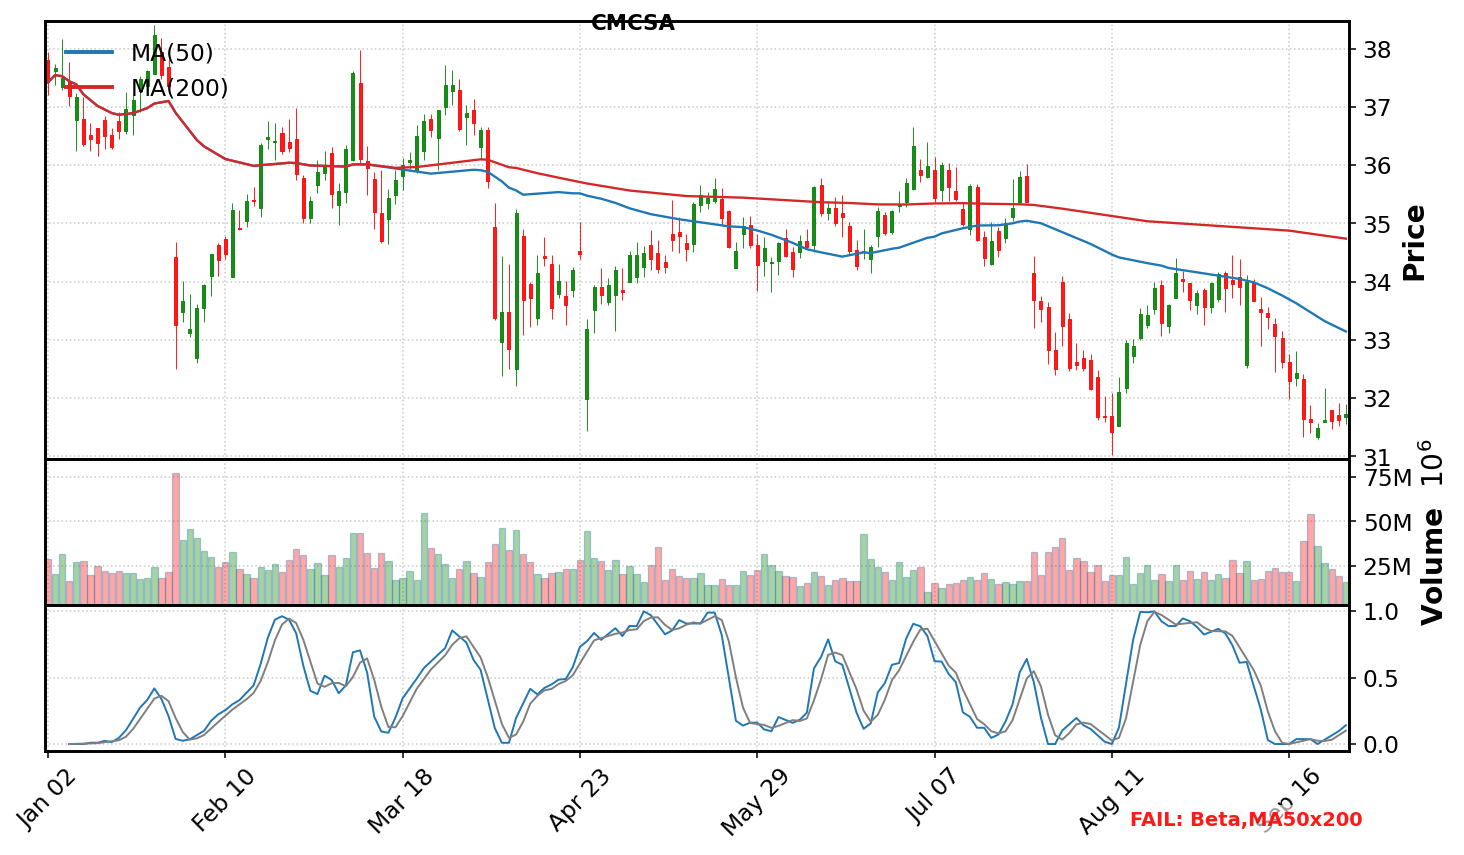 CMCSA
MA(50)
MA(200)
38
37
36
35
34
33
32
31
Price
75M
50M
25M
Volume 10⁶
1.0
0.5
0.0
Jan 02
Feb 10
Mar 18
Apr 23
May 29
Jul 07
Aug 11
Sep 16
FAIL: Beta,MA50x200